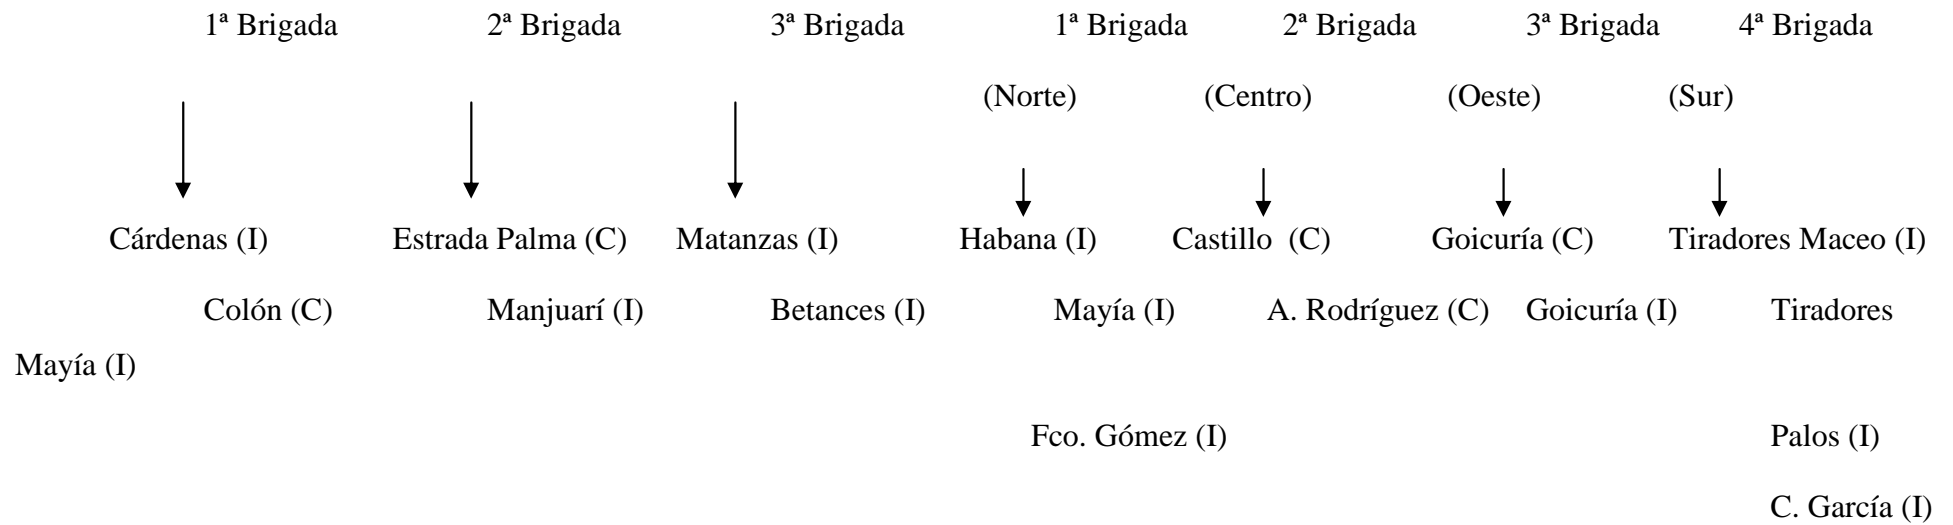 1ª Brigada 2ª Brigada 3ª Brigada 1ª Brigada 2ª Brigada 3ª Brigada 4ª Brigada
(Norte) (Centro) (Oeste) (Sur)
Cárdenas (I) Estrada Palma (C) Matanzas (I) Habana (I) Castillo (C) Goicuría (C) Tiradores Maceo (I)
Colón (C) Manjuarí (I) Betances (I) Mayía (I) A. Rodríguez (C) Goicuría (I) Tiradores
Mayía (I)
Fco. Gómez (I) Palos (I)
C. García (I)